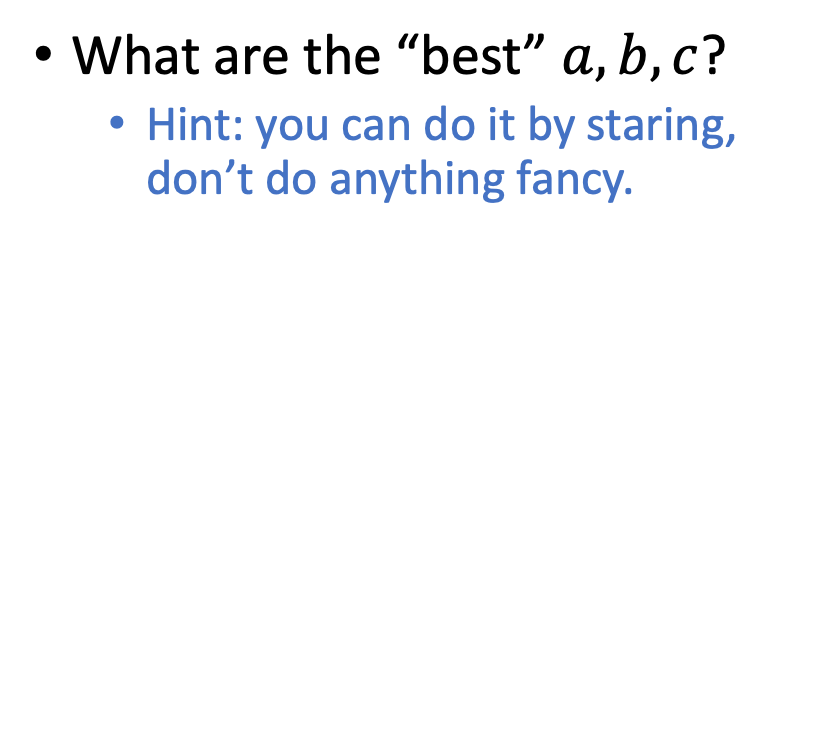 • What are the “best” 𝑎, 𝑏, 𝑐?
• Hint: you can do it by staring,
don’t do anything fancy.